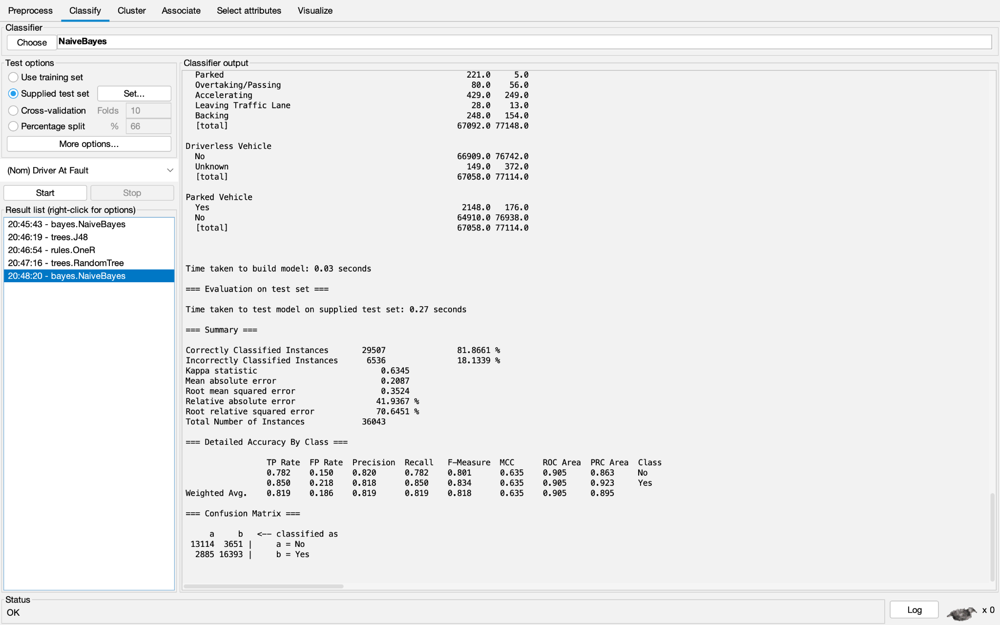 Preprocess Classify Cluster Associate Select attributes Visualize
Classifier
Choose NaiveBayes
Test options
Use training set
Supplied test set Set...
Cross-validation Folds 10
Percentage split % 66
More options...
(Nom) Driver At Fault
Start Stop
Result list (right-click for options)
20:45:43 - bayes.NaiveBayes
20:46:19 - trees.J48
20:46:54 - rules.OneR
20:47:16 - trees.RandomTree
20:48:20 - bayes.NaiveBayes
Classifier output
Parked 221.0 5.0
Overtaking/Passing 80.0 56.0
Accelerating 429.0 249.0
Leaving Traffic Lane 28.0 13.0
Backing 248.0 154.0
[total] 67092.0 77148.0
Driverless Vehicle
No 66909.0 76742.0
Unknown 149.0 372.0
[total] 67058.0 77114.0
Parked Vehicle
Yes 2148.0 176.0
No 64910.0 76938.0
[total] 67058.0 77114.0
Time taken to build model: 0.03 seconds
=== Evaluation on test set ===
Time taken to test model on supplied test set: 0.27 seconds
=== Summary ===
Correctly Classified Instances 29507 81.8661 %
Incorrectly Classified Instances 6536 18.1339 %
Kappa statistic 0.6345
Mean absolute error 0.2087
Root mean squared error 0.3524
Relative absolute error 41.9367 %
Root relative squared error 70.6451 %
Total Number of Instances 36043
=== Detailed Accuracy By Class ===
TP Rate FP Rate Precision Recall F-Measure MCC ROC Area PRC Area Class
0.782 0.150 0.820 0.782 0.801 0.635 0.905 0.863 No
0.850 0.218 0.818 0.850 0.834 0.635 0.905 0.923 Yes
Weighted Avg. 0.819 0.186 0.819 0.819 0.818 0.635 0.905 0.895
=== Confusion Matrix ===
a b <-- classified as
13114 3651 | a = No
2885 16393 | b = Yes
Status
OK
Log x 0